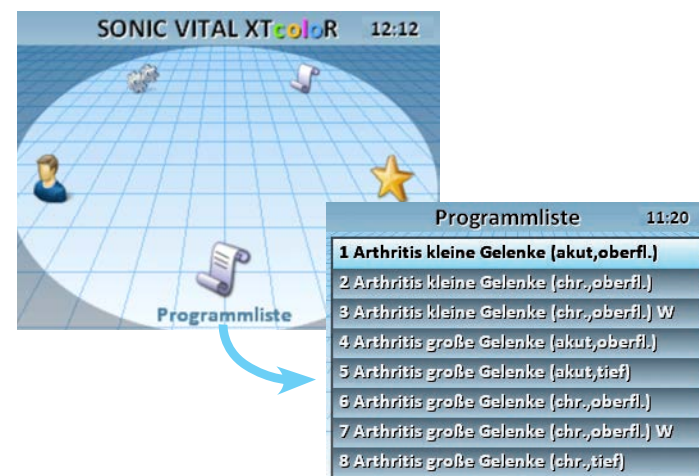 SONIC VITAL XTcoloR 12:12
Programmliste
Programmliste 11:20
1 Arthritis kleine Gelenke (akut,oberfl.)
2 Arthritis kleine Gelenke (chr.,oberfl.)
3 Arthritis kleine Gelenke (chr.,oberfl.) W
4 Arthritis große Gelenke (akut,oberfl.)
5 Arthritis große Gelenke (akut,tief)
6 Arthritis große Gelenke (chr.,oberfl.)
7 Arthritis große Gelenke (chr.,oberfl.) W
8 Arthritis große Gelenke (chr.,tief)